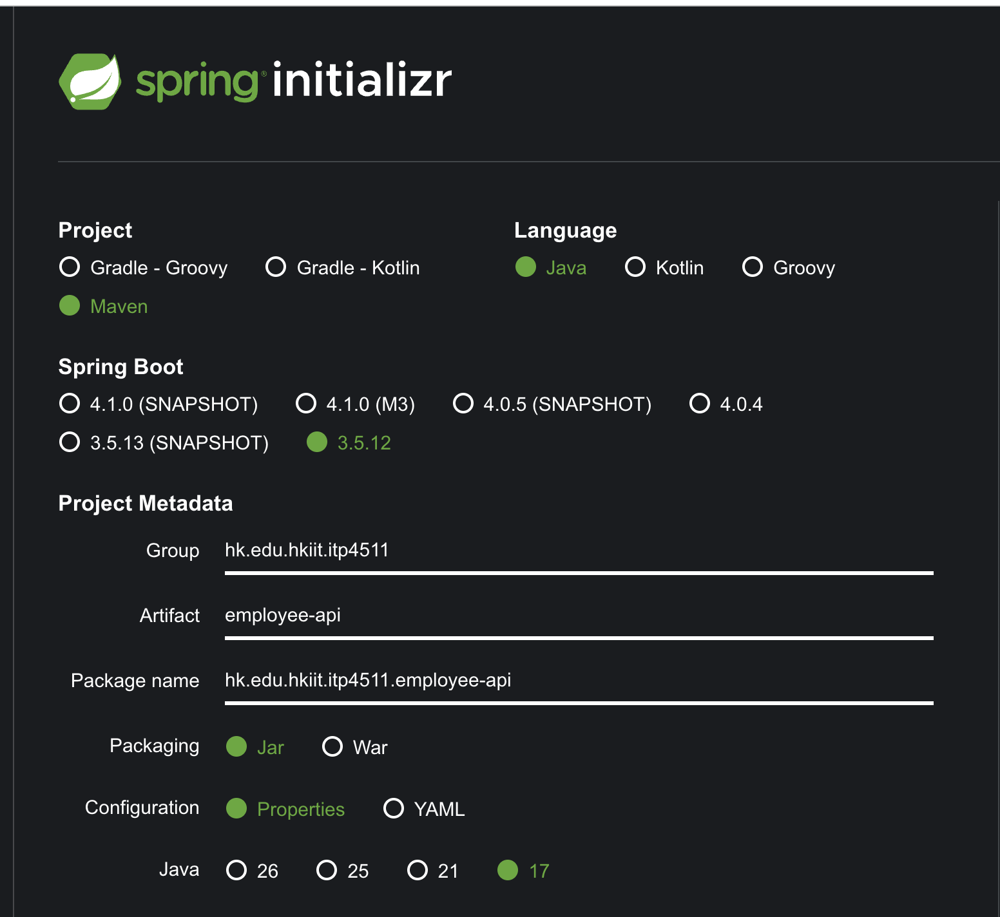 spring® initializr
Project
Gradle - Groovy Gradle - Kotlin
Maven
Language
Java Kotlin Groovy
Spring Boot
4.1.0 (SNAPSHOT) 4.1.0 (M3) 4.0.5 (SNAPSHOT) 4.0.4
3.5.13 (SNAPSHOT) 3.5.12
Project Metadata
Group hk.edu.hkiit.itp4511
Artifact employee-api
Package name hk.edu.hkiit.itp4511.employee-api
Packaging Jar War
Configuration Properties YAML
Java 26 25 21 17